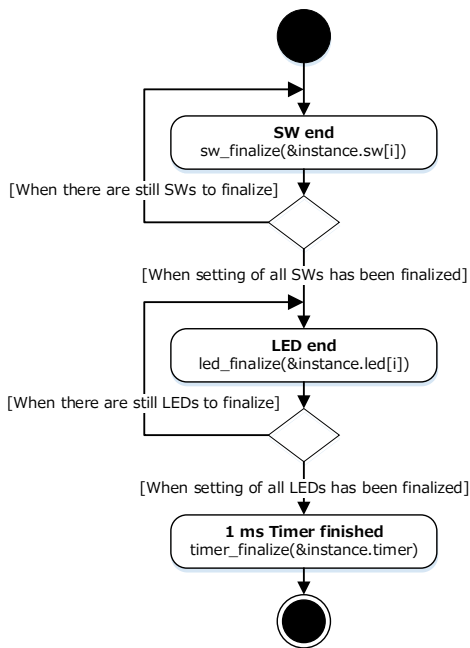 SW end
sw_finalize(&instance.sw[i])
[When there are still SWs to finalize]
[When setting of all SWs has been finalized]
LED end
led_finalize(&instance.led[i])
[When there are still LEDs to finalize]
[When setting of all LEDs has been finalized]
1 ms Timer finished
timer_finalize(&instance.timer)